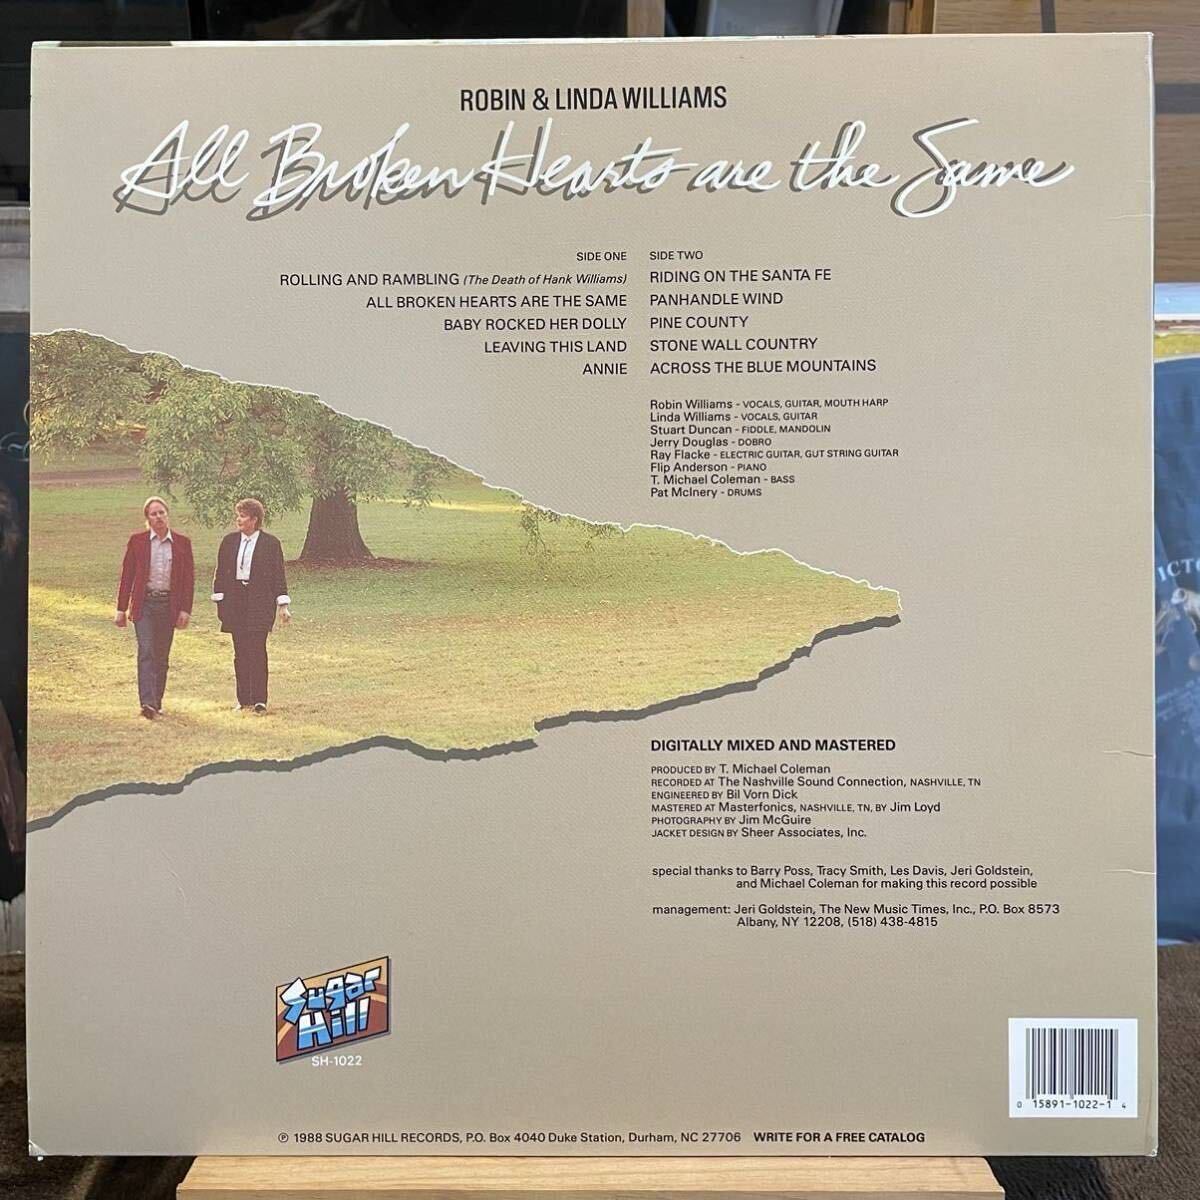 ROBIN & LINDA WILLIAMS
All Broken Hearts are the Same
SIDE ONE
ROLLING AND RAMBLING (The Death of Hank Williams)
ALL BROKEN HEARTS ARE THE SAME
BABY ROCKED HER DOLLY
LEAVING THIS LAND
ANNIE
SIDE TWO
RIDING ON THE SANTA FE
PANHANDLE WIND
PINE COUNTY
STONE WALL COUNTRY
ACROSS THE BLUE MOUNTAINS
Robin Williams - VOCALS, GUITAR, MOUTH HARP
Linda Williams - VOCALS, GUITAR
Stuart Duncan - FIDDLE, MANDOLIN
Jerry Douglas - DOBRO
Ray Flacke - ELECTRIC GUITAR, GUT STRING GUITAR
Flip Anderson - PIANO
T. Michael Coleman - BASS
Pat McInery - DRUMS
DIGITALLY MIXED AND MASTERED
PRODUCED BY T. Michael Coleman
RECORDED AT The Nashville Sound Connection, NASHVILLE, TN
ENGINEERED BY Bil Vorn Dick
MASTERED AT Masterfonics, NASHVILLE, TN, BY Jim Loyd
PHOTOGRAPHY BY Jim McGuire
JACKET DESIGN BY Sheer Associates, Inc.
special thanks to Barry Poss, Tracy Smith, Les Davis, Jeri Goldstein,
and Michael Coleman for making this record possible
management: Jeri Goldstein, The New Music Times, Inc., P.O. Box 8573
Albany, NY 12208, (518) 438-4815
Sugar
Hill
SH-1022
0 15891-1022-1 4
℗ 1988 SUGAR HILL RECORDS, P.O. Box 4040 Duke Station, Durham, NC 27706 WRITE FOR A FREE CATALOG